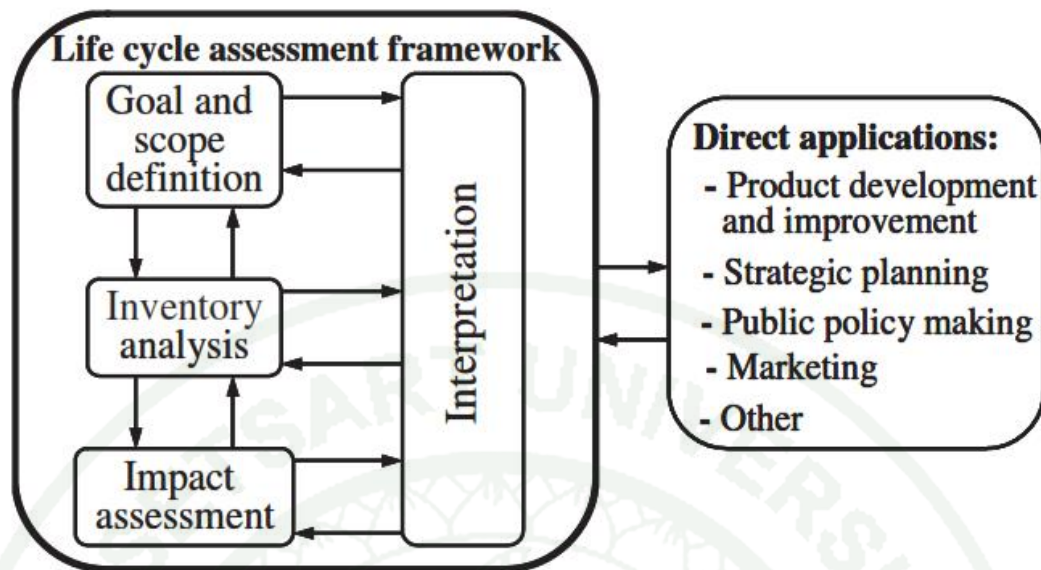 Life cycle assessment framework
Goal and
scope
definition
Inventory
analysis
Impact
assessment
Interpretation
Direct applications:
- Product development
and improvement
- Strategic planning
- Public policy making
- Marketing
- Other